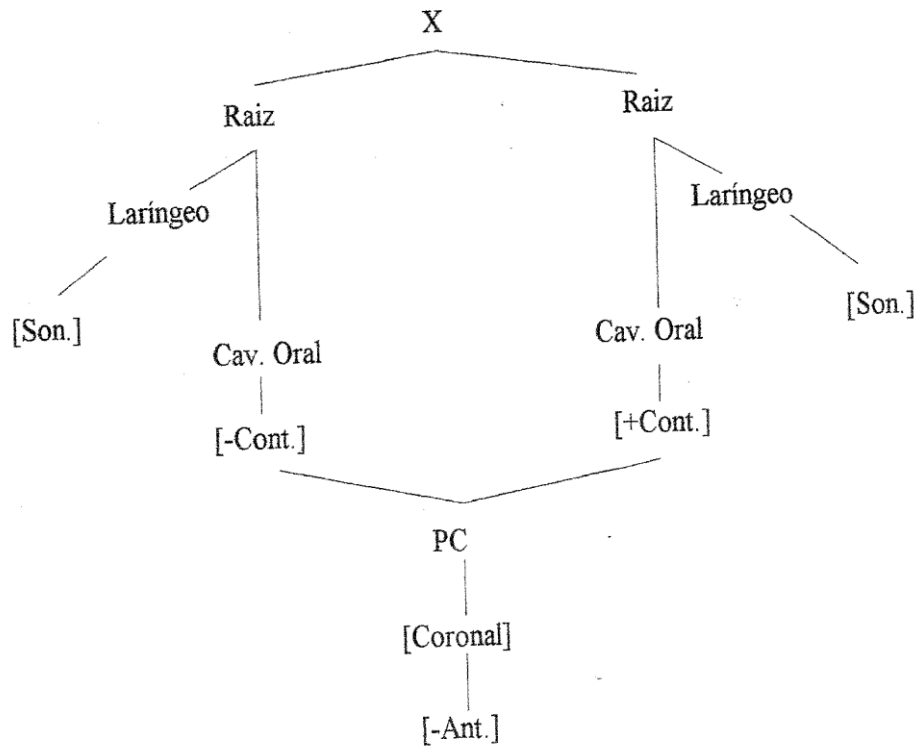 X
Raiz
Raiz
Laríngeo
Laríngeo
[Son.]
[Son.]
Cav. Oral
Cav. Oral
[-Cont.]
[+Cont.]
PC
[Coronal]
[-Ant.]